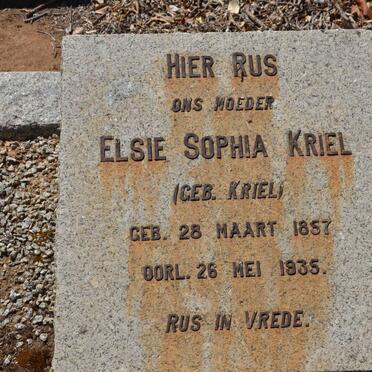 HIER RUS
ONS MOEDER
ELSIE SOPHIA KRIEL
(GEB. KRIEL)
GEB. 28 MAART 1857
OORL. 26 MEI 1935.
RUS IN VREDE.